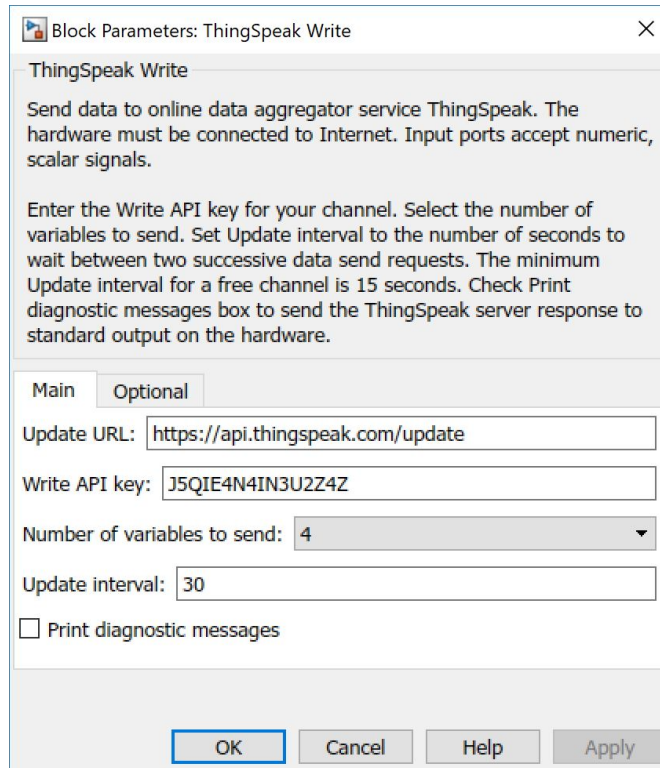 Block Parameters: ThingSpeak Write
ThingSpeak Write
Send data to online data aggregator service ThingSpeak. The
hardware must be connected to Internet. Input ports accept numeric,
scalar signals.
Enter the Write API key for your channel. Select the number of
variables to send. Set Update interval to the number of seconds to
wait between two successive data send requests. The minimum
Update interval for a free channel is 15 seconds. Check Print
diagnostic messages box to send the ThingSpeak server response to
standard output on the hardware.
Main Optional
Update URL: https://api.thingspeak.com/update
Write API key: J5QIE4N4IN3U2Z4Z
Number of variables to send: 4
Update interval: 30
Print diagnostic messages
OK Cancel Help Apply